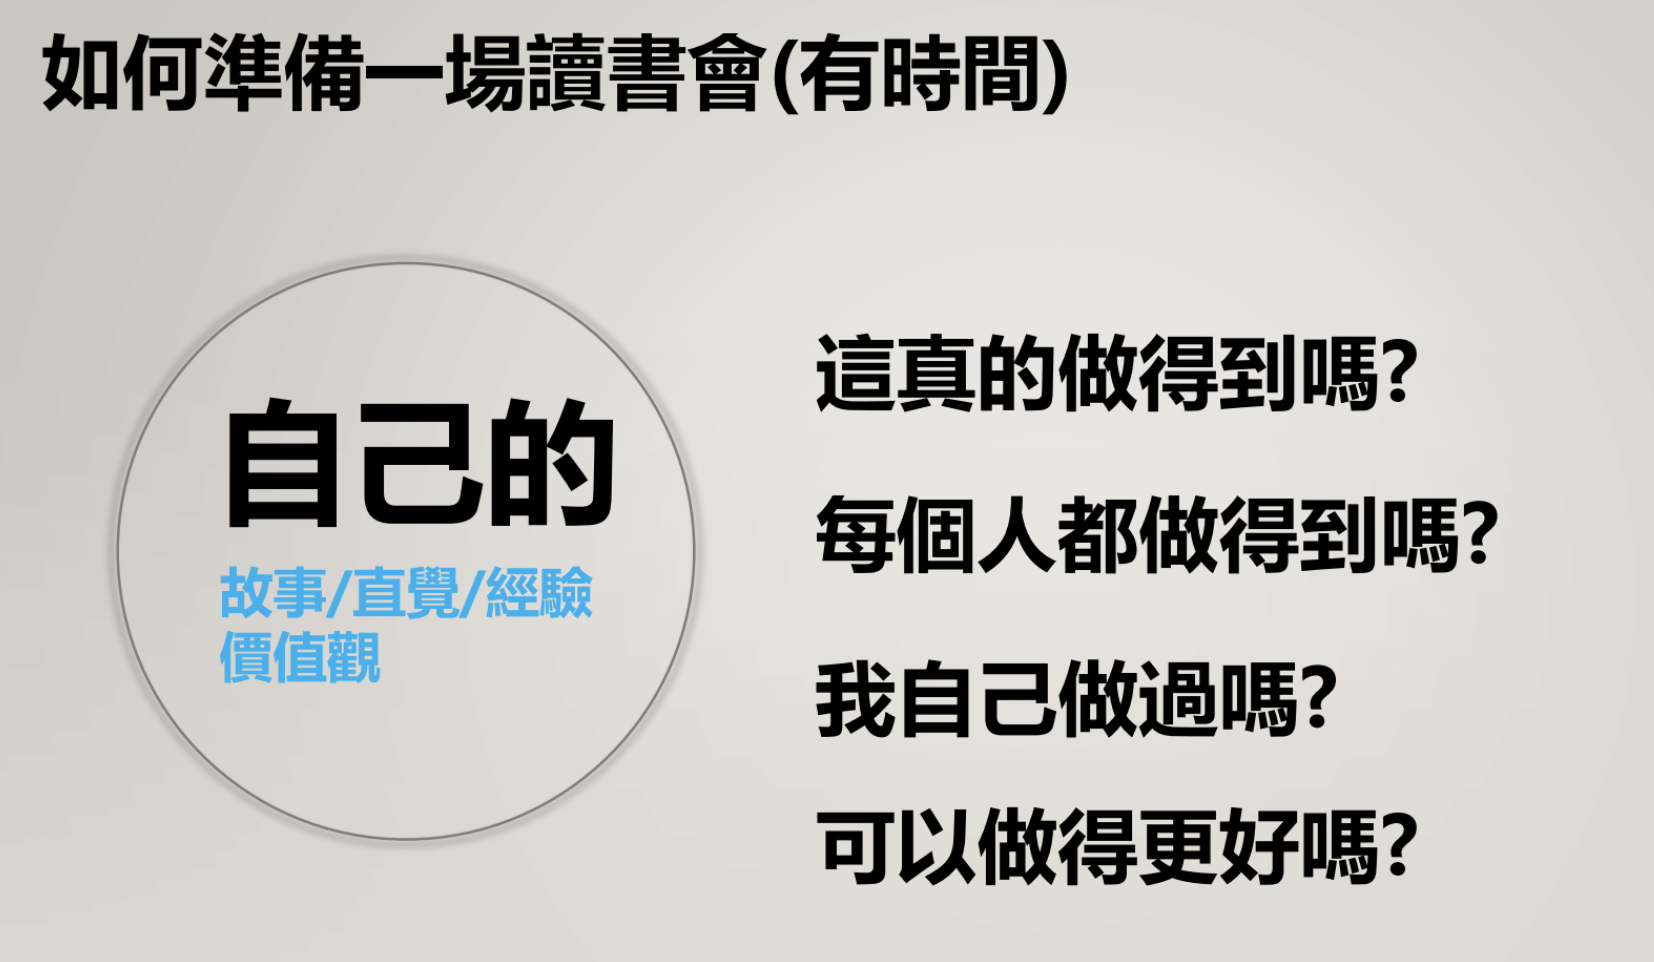 如何準備一場讀書會(有時間)
自己的
故事/直覺/經驗
價值觀
這真的做得到嗎?
每個人都做得到嗎?
我自己做過嗎?
可以做得更好嗎?